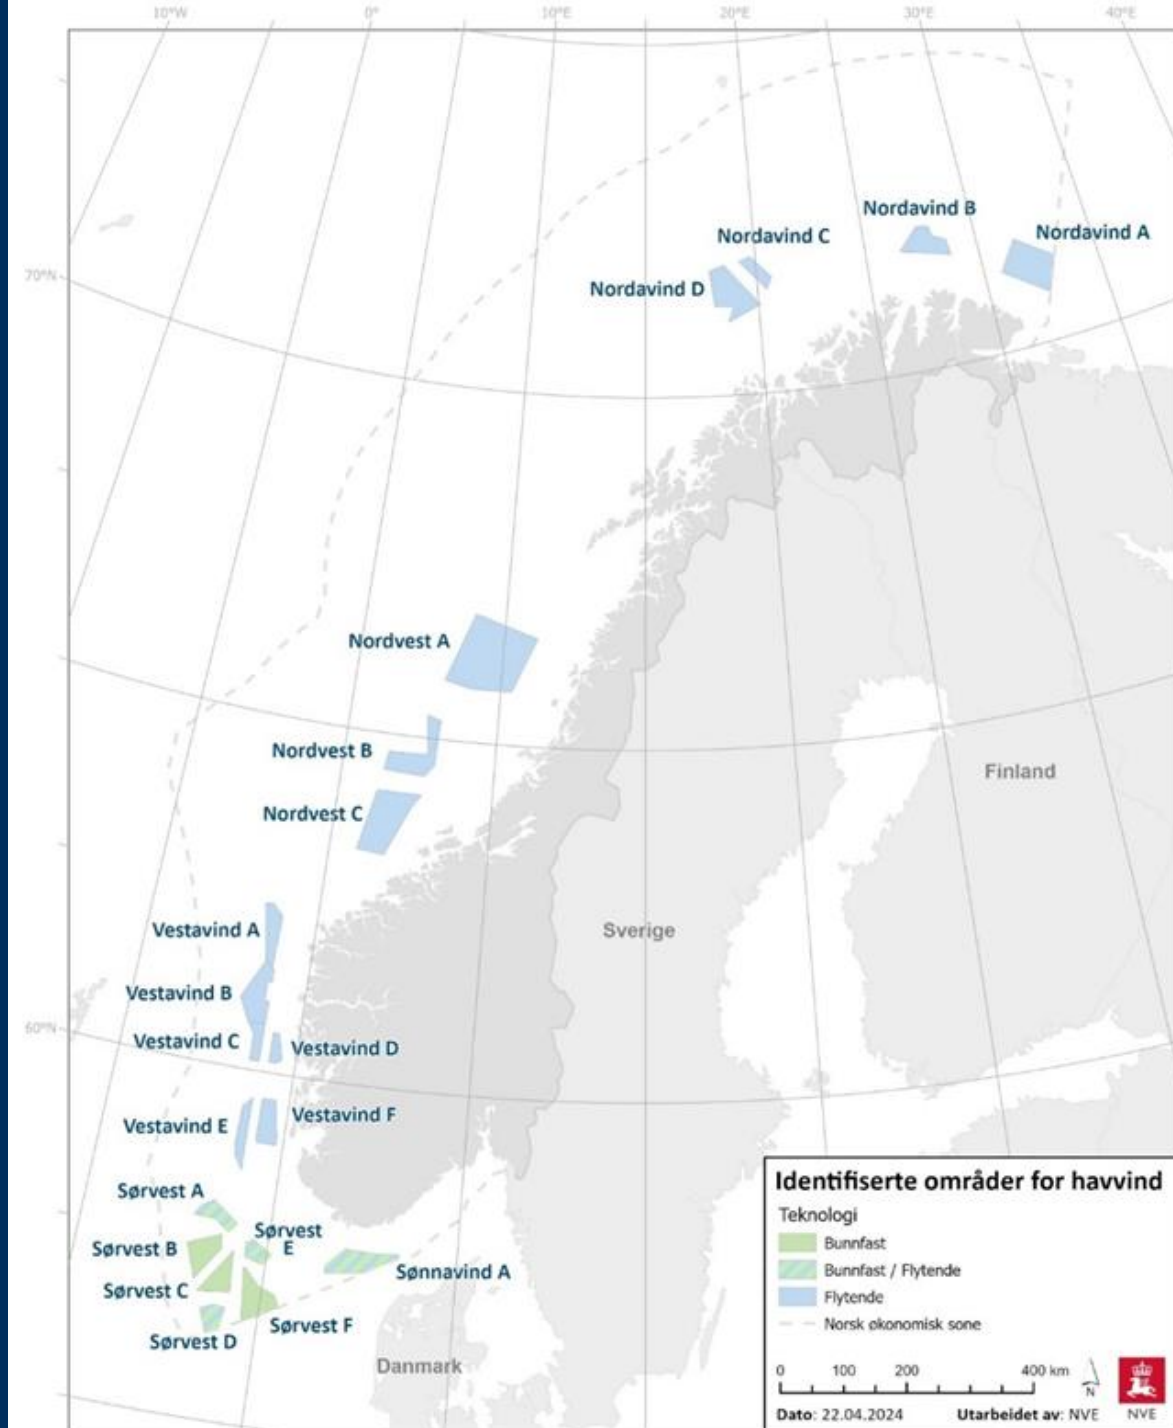 10°W 0° 10°E 20°E 30°E 40°E
Nordavind B
Nordavind A
Nordavind C
70°N
Nordavind D
Nordvest A
Nordvest B
Finland
Nordvest C
Vestavind A
Sverige
Vestavind B
60°N
Vestavind C
Vestavind D
Vestavind F
Vestavind E
Sørvest A
Sørvest
E
Sørvest B
Sønnavind A
Sørvest C
Sørvest F
Sørvest D
Danmark
Identifiserte områder for havvind
Teknologi
Bunnfast
Bunnfast / Flytende
Flytende
Norsk økonomisk sone
0 100 200 400 km
N
Dato: 22.04.2024 Utarbeidet av: NVE
NVE